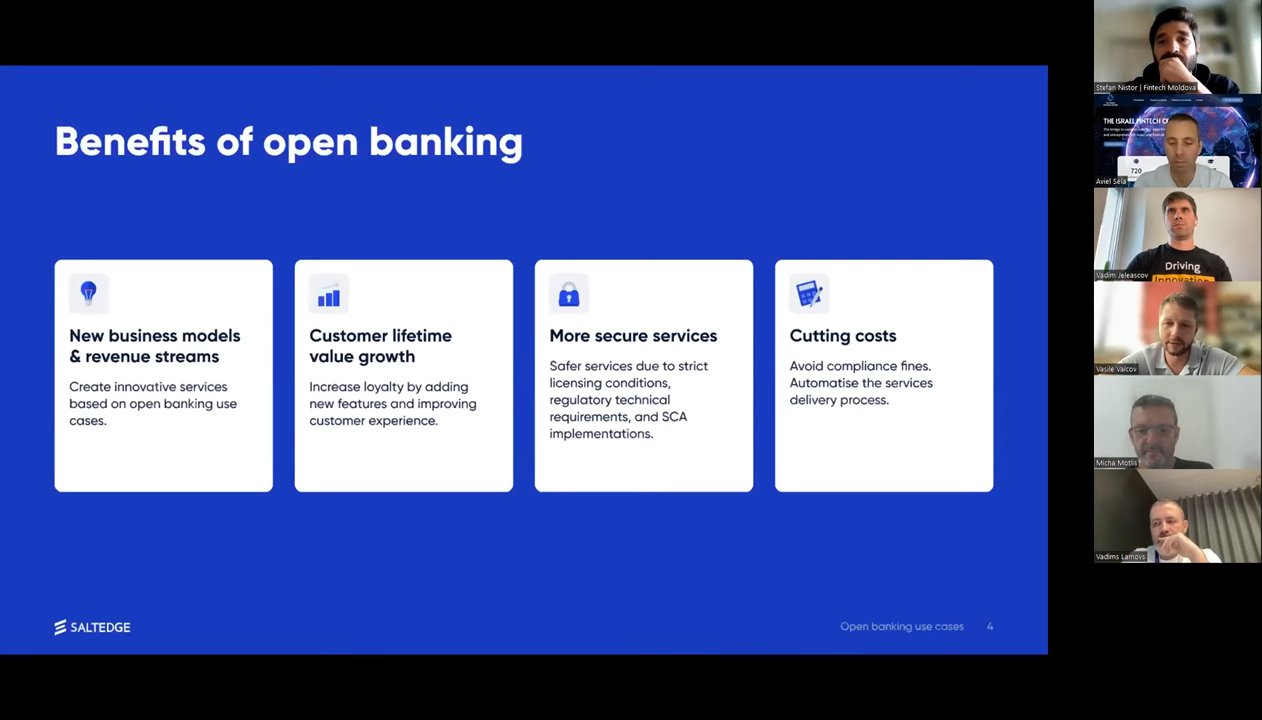 Benefits of open banking
New business models
& revenue streams
Create innovative services
based on open banking use
cases.
Customer lifetime
value growth
Increase loyalty by adding
new features and improving
customer experience.
More secure services
Safer services due to strict
licensing conditions,
regulatory technical
requirements, and SCA
implementations.
Cutting costs
Avoid compliance fines.
Automatise the services
delivery process.
SALTEDGE
Open banking use cases 4
Stefan Nistor | Fintech Moldova
THE ISRAEL FINTECH
720
Aviel Sela
Driving
Innovation
Vadim Jeleascov
Vasile Valcov
Micha Motlis
Vadims Lamovs